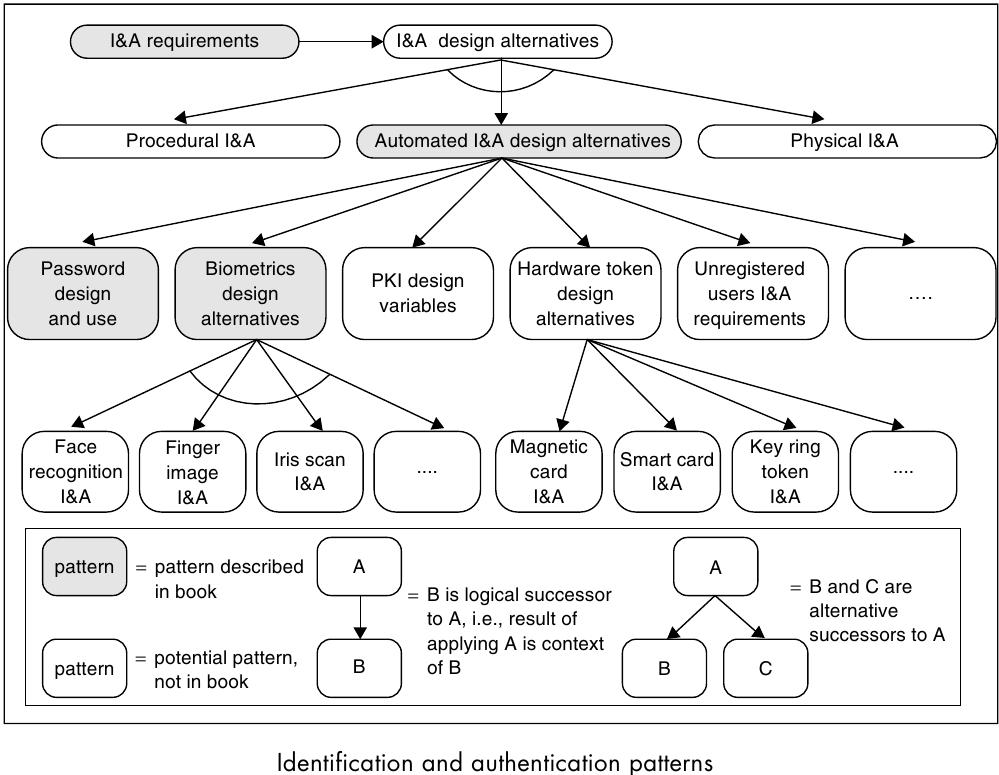 I&A requirements
I&A design alternatives
Procedural I&A
Automated I&A design alternatives
Physical I&A
Password
design
and use
Biometrics
design
alternatives
PKI design
variables
Hardware token
design
alternatives
Unregistered
users I&A
requirements
....
Face
recognition
I&A
Finger
image
I&A
Iris scan
I&A
....
Magnetic
card
I&A
Smart card
I&A
Key ring
token
I&A
....
pattern
= pattern described
in book
pattern
= potential pattern,
not in book
A
B
= B is logical successor
to A, i.e., result of
applying A is context
of B
A
B
C
= B and C are
alternative
successors to A
Identification and authentication patterns